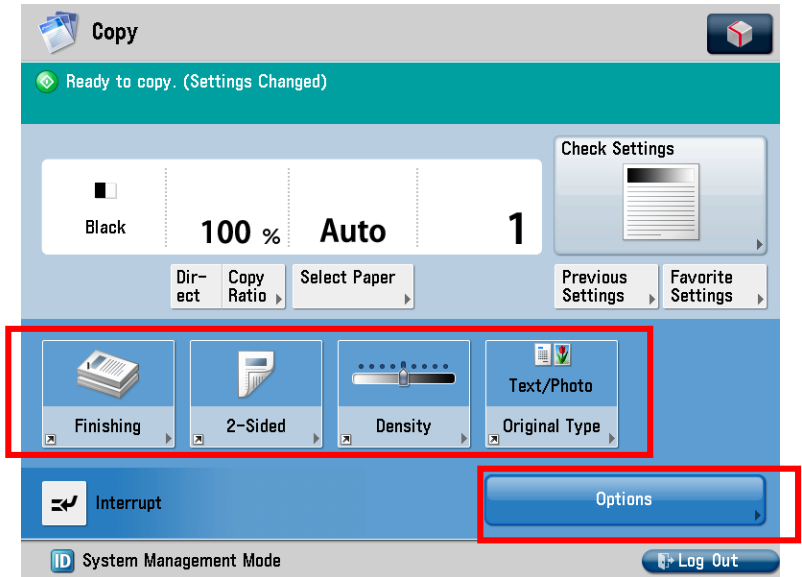 Copy
Ready to copy. (Settings Changed)
Check Settings
Black
100 %
Auto
1
Dir-
ect
Copy
Ratio
Select Paper
Previous
Settings
Favorite
Settings
Text/Photo
Finishing
2-Sided
Density
Original Type
Interrupt
Options
ID System Management Mode
Log Out